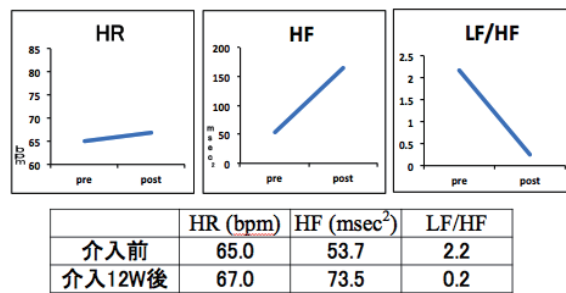 HR
85
80
75
70
65
60
bpm
pre post
HF
200
150
100
50
0
msec2
pre post
LF/HF
2.5
2
1.5
1
0.5
0
pre post
HR (bpm) HF (msec2) LF/HF
介入前 65.0 53.7 2.2
介入12W後 67.0 73.5 0.2